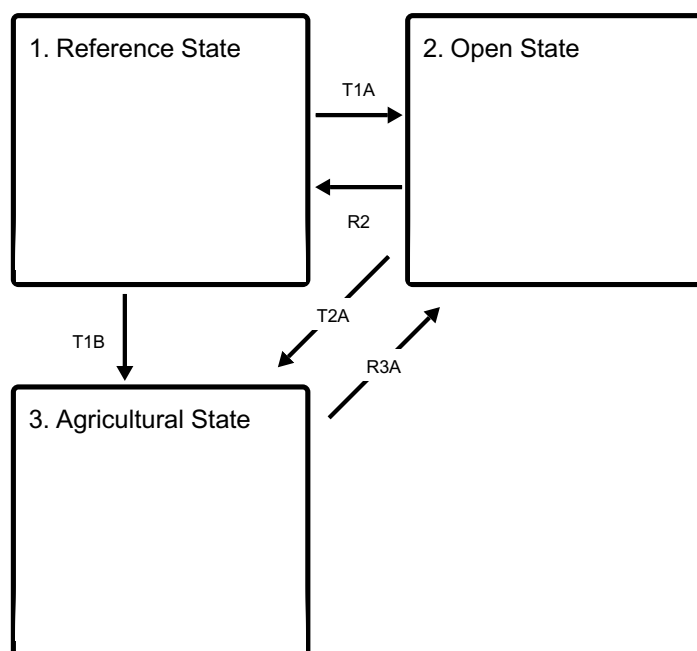 1. Reference State
2. Open State
T1A
R2
T2A
T1B
R3A
3. Agricultural State